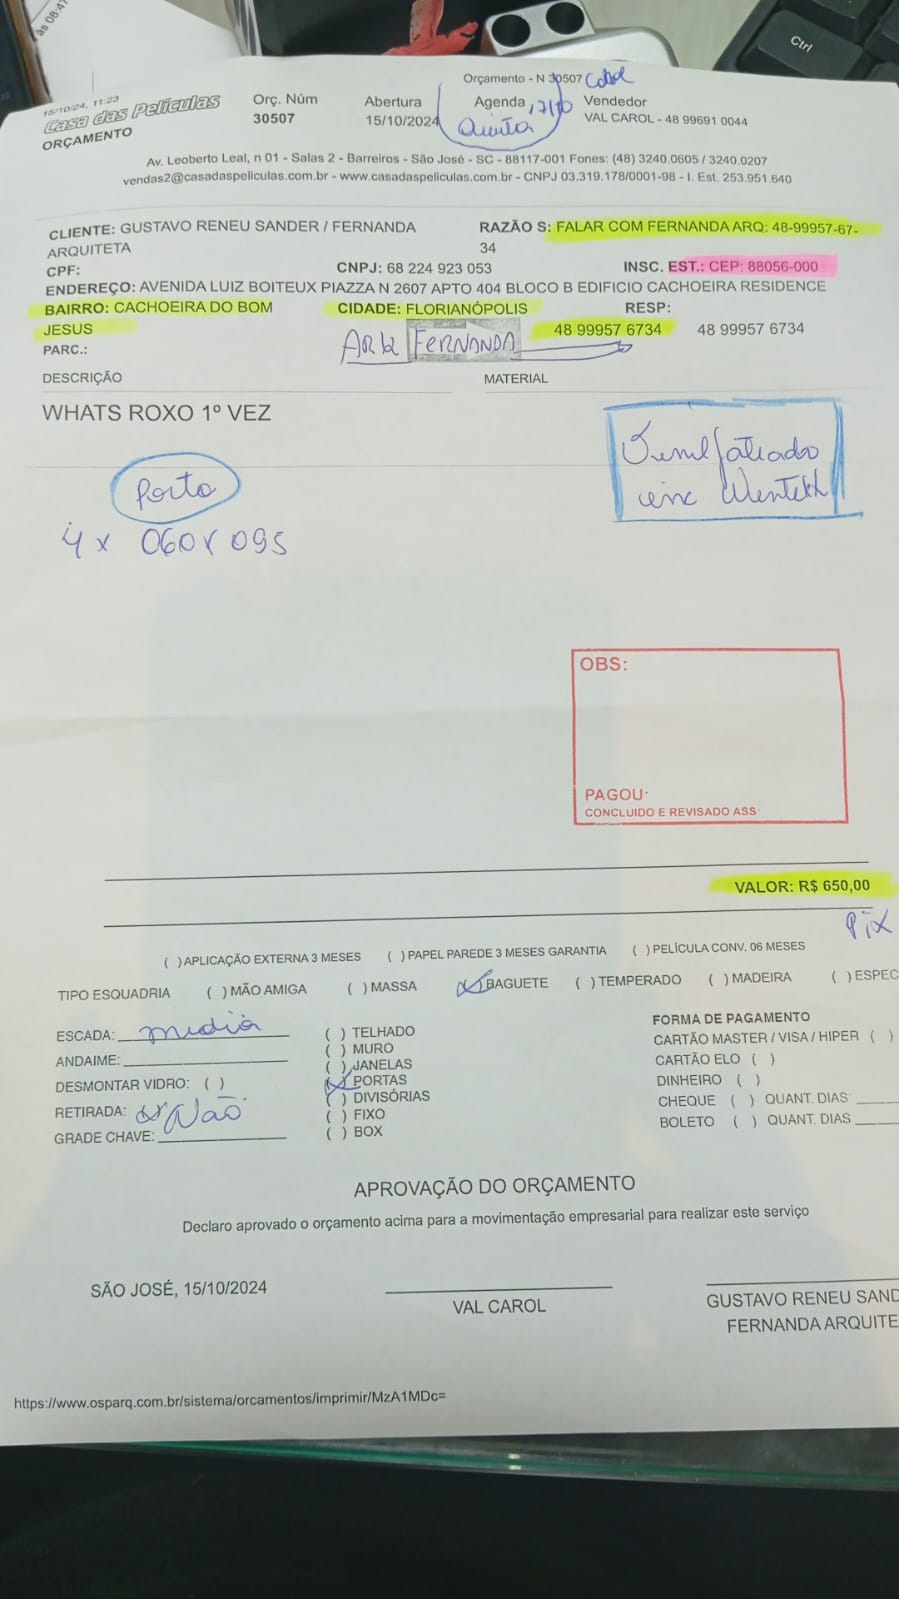 às 08:47
Ctrl
15/10/24, 11:23
Orçamento - N 30507
Casa das Películas
ORÇAMENTO
Orç. Núm
30507
Abertura
15/10/2024
Agenda 17/10
Quinta
Vendedor
VAL CAROL - 48 99691 0044
Av. Leoberto Leal, n 01 - Salas 2 - Barreiros - São José - SC - 88117-001 Fones: (48) 3240.0605 / 3240.0207
vendas2@casadaspeliculas.com.br - www.casadaspeliculas.com.br - CNPJ 03.319.178/0001-98 - I. Est. 253.951.640
CLIENTE: GUSTAVO RENEU SANDER / FERNANDA
ARQUITETA
RAZÃO S: FALAR COM FERNANDA ARQ: 48-99957-67-
34
CPF:
CNPJ: 68 224 923 053
INSC. EST.: CEP: 88056-000
ENDEREÇO: AVENIDA LUIZ BOITEUX PIAZZA N 2607 APTO 404 BLOCO B EDIFICIO CACHOEIRA RESIDENCE
BAIRRO: CACHOEIRA DO BOM
JESUS
CIDADE: FLORIANÓPOLIS
RESP:
48 99957 6734
48 99957 6734
PARC.:
FERNANDA
DESCRIÇÃO
MATERIAL
WHATS ROXO 1º VEZ
Porta
4 x 060 x 095
OBS:
PAGOU:
CONCLUIDO E REVISADO ASS:
VALOR: R$ 650,00
Pix
( ) APLICAÇÃO EXTERNA 3 MESES ( ) PAPEL PAREDE 3 MESES GARANTIA ( ) PELÍCULA CONV. 06 MESES
TIPO ESQUADRIA ( ) MÃO AMIGA ( ) MASSA (x) BAGUETE ( ) TEMPERADO ( ) MADEIRA ( ) ESPEC
ESCADA: media
ANDAIME:
DESMONTAR VIDRO: ( )
RETIRADA: (x) Não
GRADE CHAVE:
( ) TELHADO
( ) MURO
( ) JANELAS
(x) PORTAS
( ) DIVISÓRIAS
( ) FIXO
( ) BOX
FORMA DE PAGAMENTO
CARTÃO MASTER / VISA / HIPER ( )
CARTÃO ELO ( )
DINHEIRO ( )
CHEQUE ( ) QUANT. DIAS
BOLETO ( ) QUANT. DIAS
APROVAÇÃO DO ORÇAMENTO
Declaro aprovado o orçamento acima para a movimentação empresarial para realizar este serviço
SÃO JOSÉ, 15/10/2024
VAL CAROL
GUSTAVO RENEU SAND
FERNANDA ARQUITE
https://www.osparq.com.br/sistema/orcamentos/imprimir/MzA1MDc=